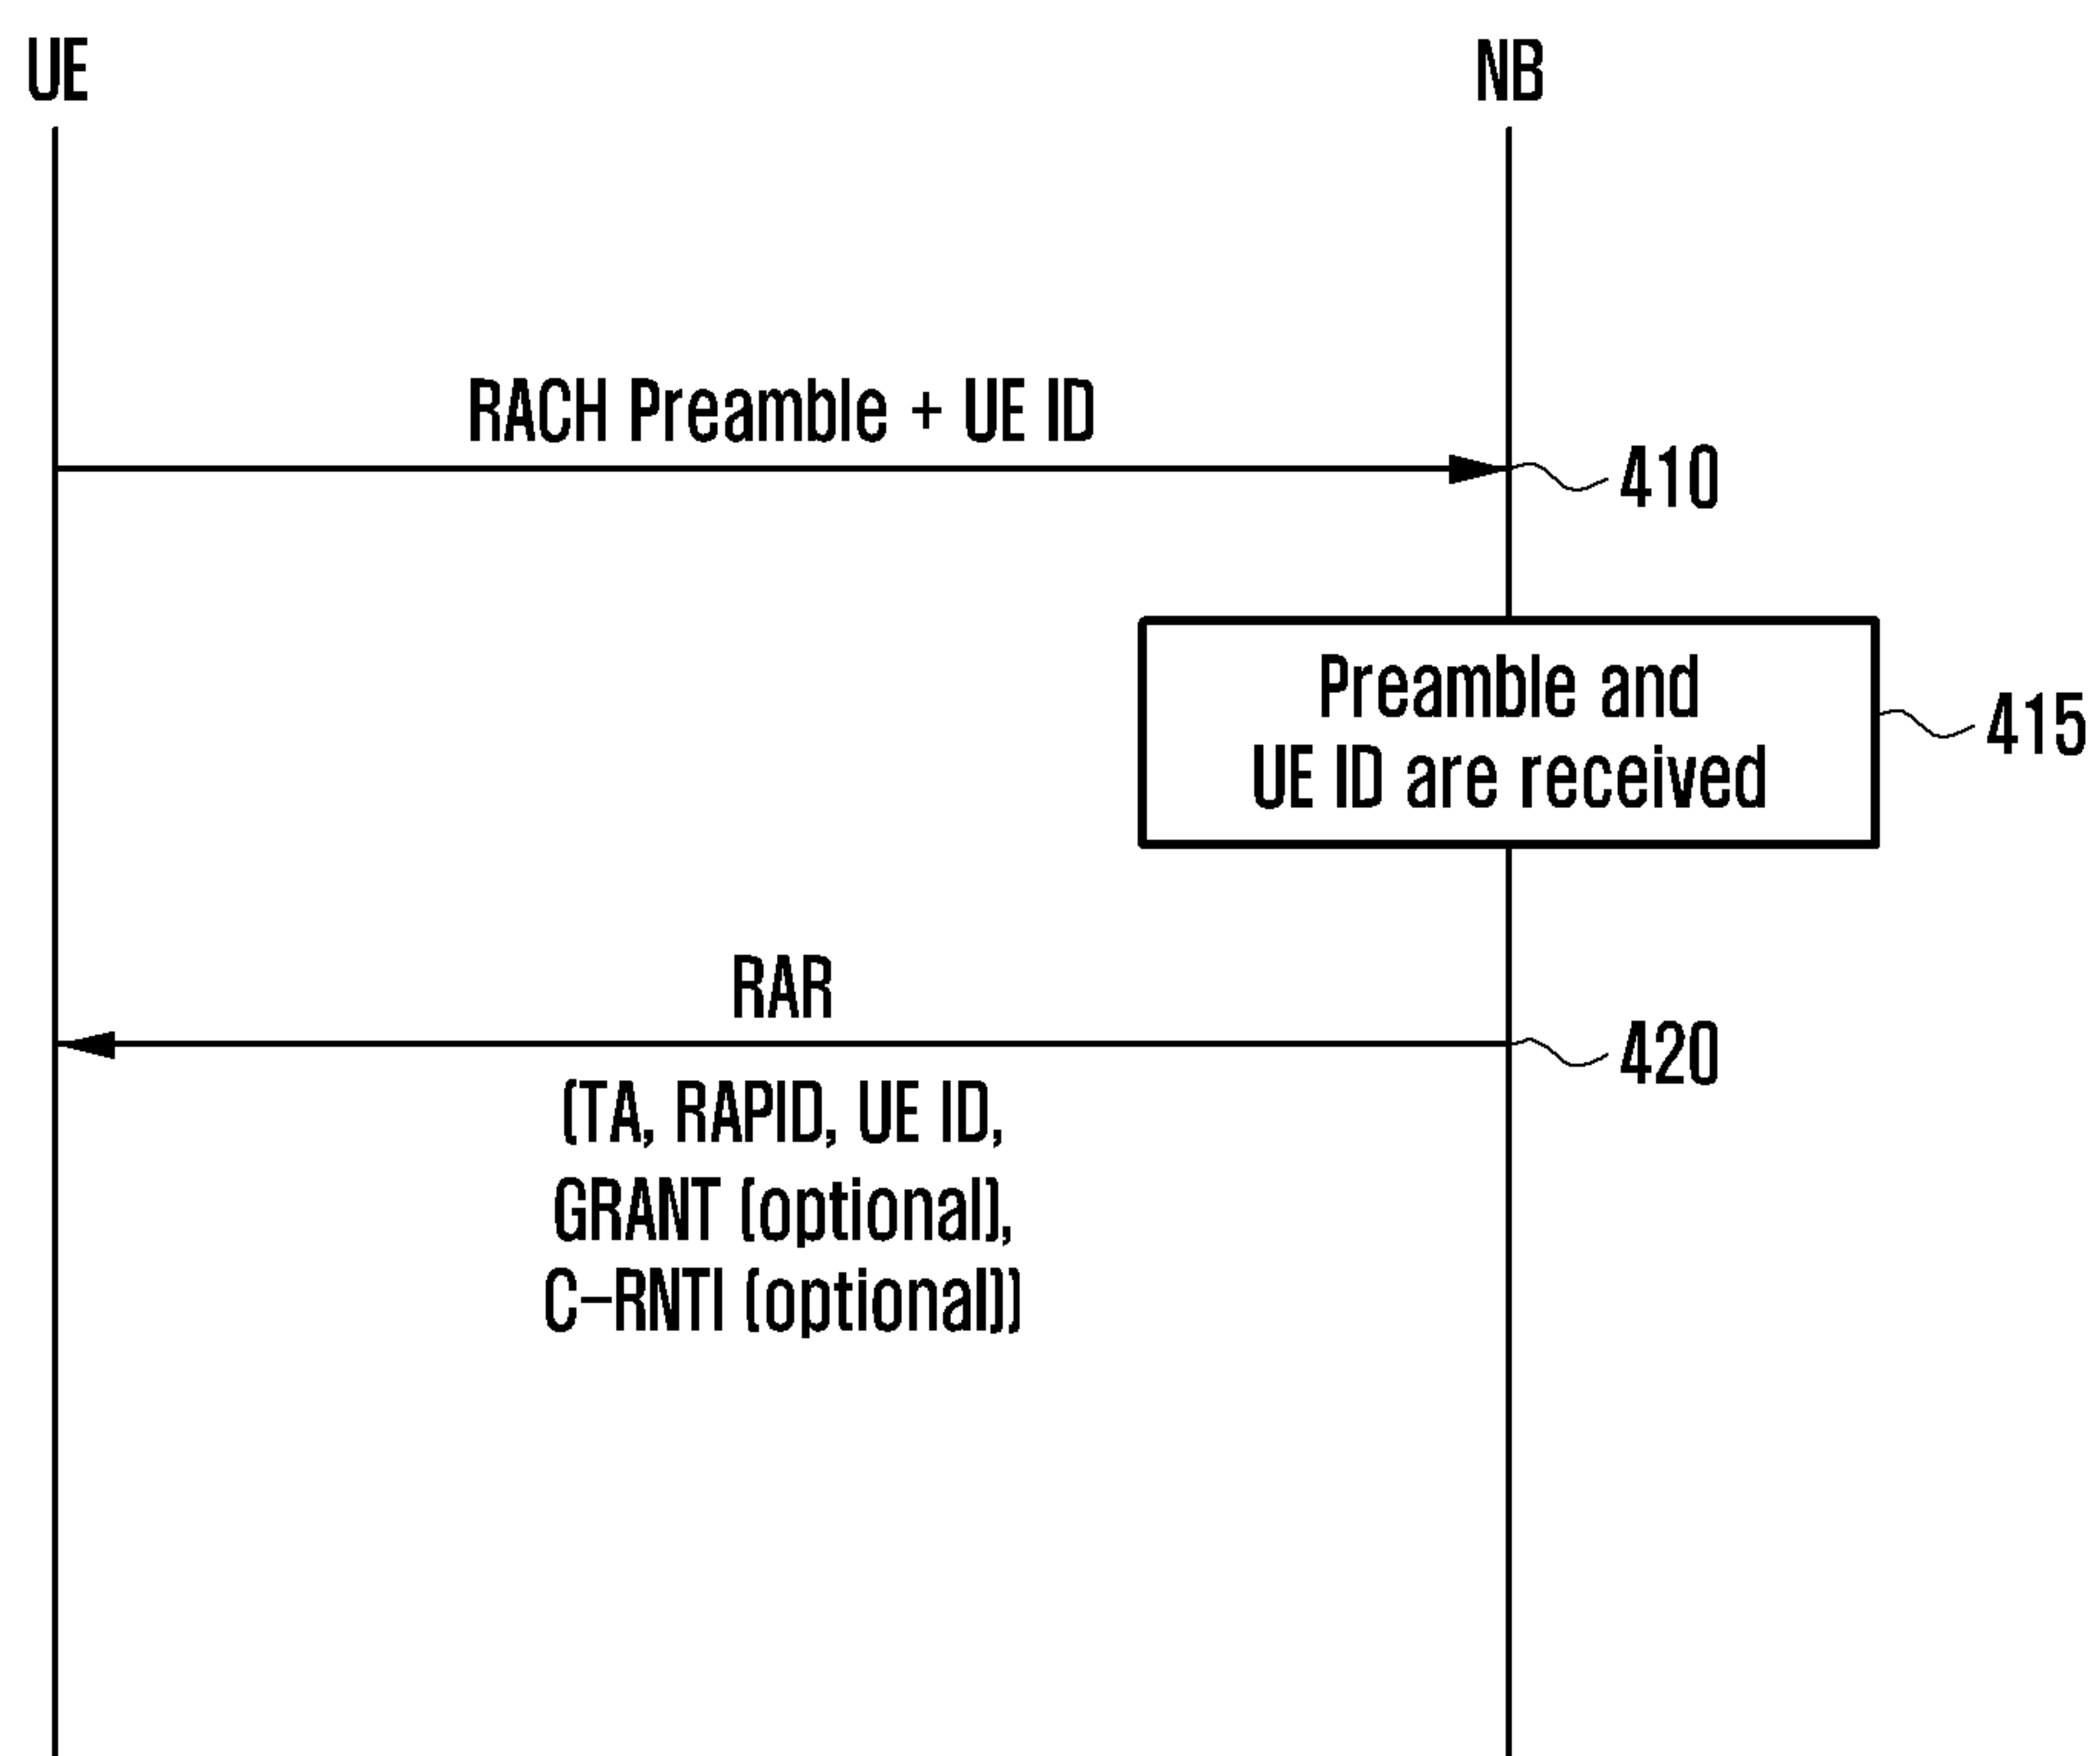 UE
NB
RACH Preamble + UE ID
410
Preamble and
UE ID are received
415
RAR
420
(TA, RAPID, UE ID,
GRANT (optional),
C-RNTI (optional))